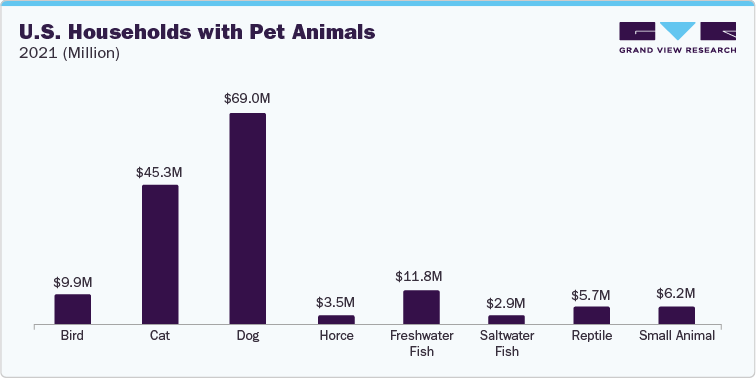 U.S. Households with Pet Animals
2021 (Million)
GRAND VIEW RESEARCH
$9.9M
$45.3M
$69.0M
$3.5M
$11.8M
$2.9M
$5.7M
$6.2M
Bird
Cat
Dog
Horce
Freshwater
Fish
Saltwater
Fish
Reptile
Small Animal